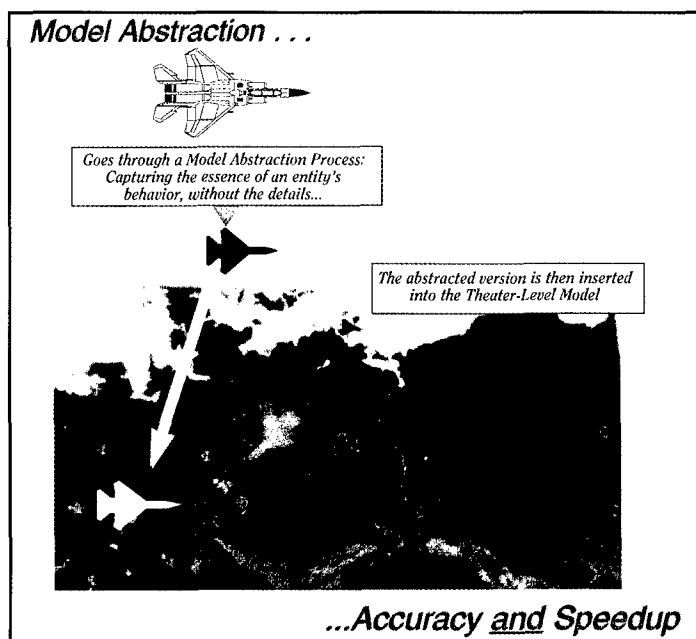 Model Abstraction . . .
Goes through a Model Abstraction Process:
Capturing the essence of an entity's
behavior, without the details...
The abstracted version is then inserted
into the Theater-Level Model
...Accuracy and Speedup